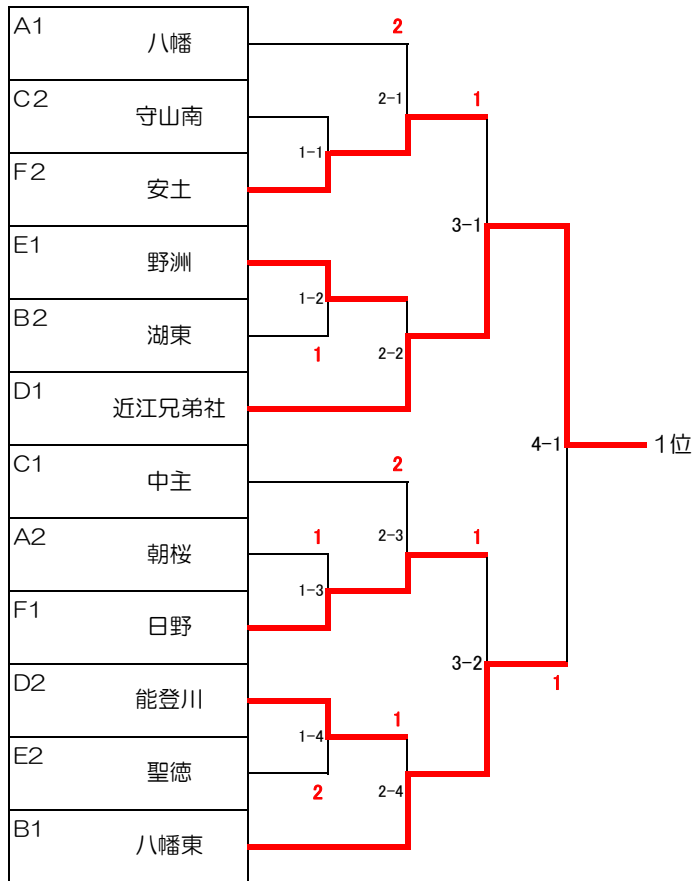 A1 八幡
C2 守山南
F2 安土
E1 野洲
B2 湖東
D1 近江兄弟社
C1 中主
A2 朝桜
F1 日野
D2 能登川
E2 聖徳
B1 八幡東
1-1
1-2
1
1
1-3
1-4
2
2
2-1
2-2
2
2-3
1
2-4
1
3-1
1
3-2
4-1
1
1位